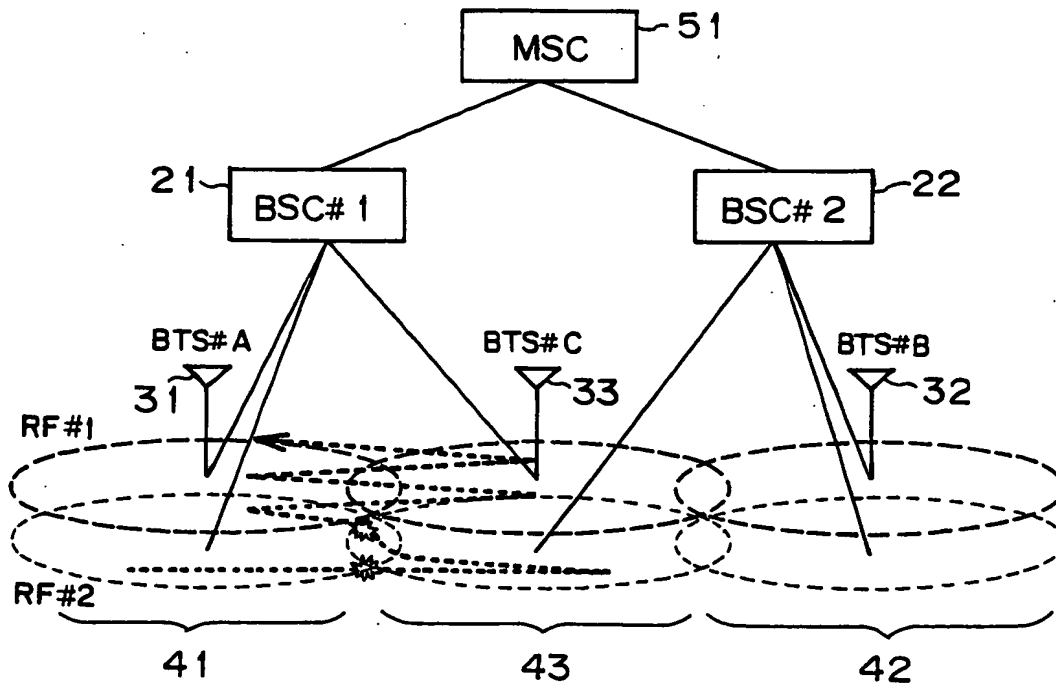 MSC
51
21
BSC#1
BSC#2
22
BTS#A
BTS#C
BTS#B
31
33
32
RF#1
RF#2
41
43
42